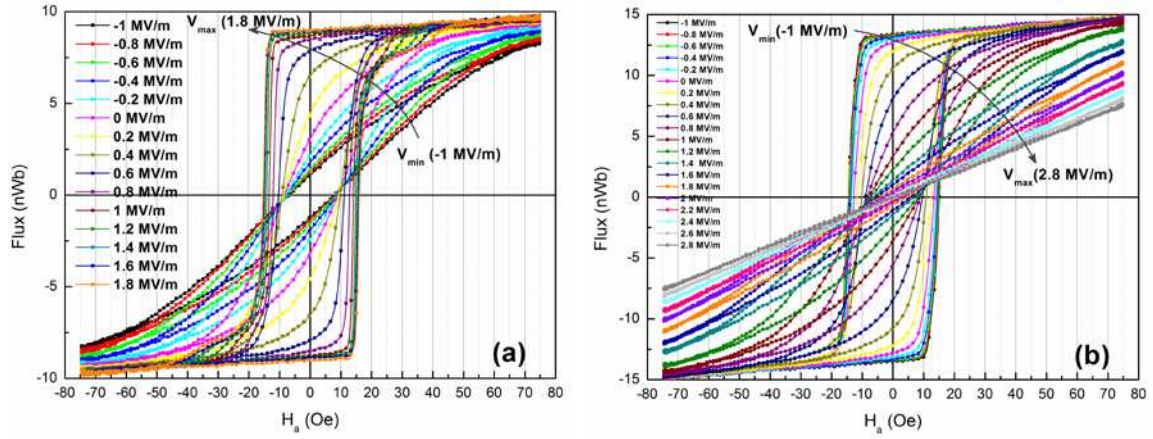 15
10
5
0
-5
-10
Flux (nWb)
-1 MV/m
-0.8 MV/m
-0.6 MV/m
-0.4 MV/m
-0.2 MV/m
0 MV/m
0.2 MV/m
0.4 MV/m
0.6 MV/m
0.8 MV/m
1 MV/m
1.2 MV/m
1.4 MV/m
1.6 MV/m
1.8 MV/m
Vmax (1.8 MV/m)
Vmin (-1 MV/m)
(a)
-80 -70 -60 -50 -40 -30 -20 -10 0 10 20 30 40 50 60 70 80
Ha (Oe)
15
10
5
0
-5
-10
-15
Flux (nWb)
-1 MV/m
-0.8 MV/m
-0.6 MV/m
-0.4 MV/m
-0.2 MV/m
0 MV/m
0.2 MV/m
0.4 MV/m
0.6 MV/m
0.8 MV/m
1 MV/m
1.2 MV/m
1.4 MV/m
1.6 MV/m
1.8 MV/m
2 MV/m
2.2 MV/m
2.4 MV/m
2.6 MV/m
2.8 MV/m
Vmin(-1 MV/m)
Vmax(2.8 MV/m)
(b)
-80 -70 -60 -50 -40 -30 -20 -10 0 10 20 30 40 50 60 70 80
Ha (Oe)